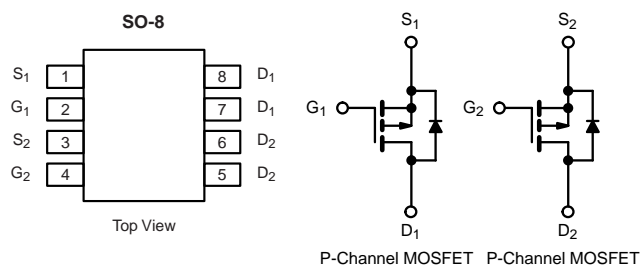 SO-8
S1 1 8 D1
G1 2 7 D1
S2 3 6 D2
G2 4 5 D2
Top View
S1 S2
G1 G2
D1 D2
P-Channel MOSFET P-Channel MOSFET